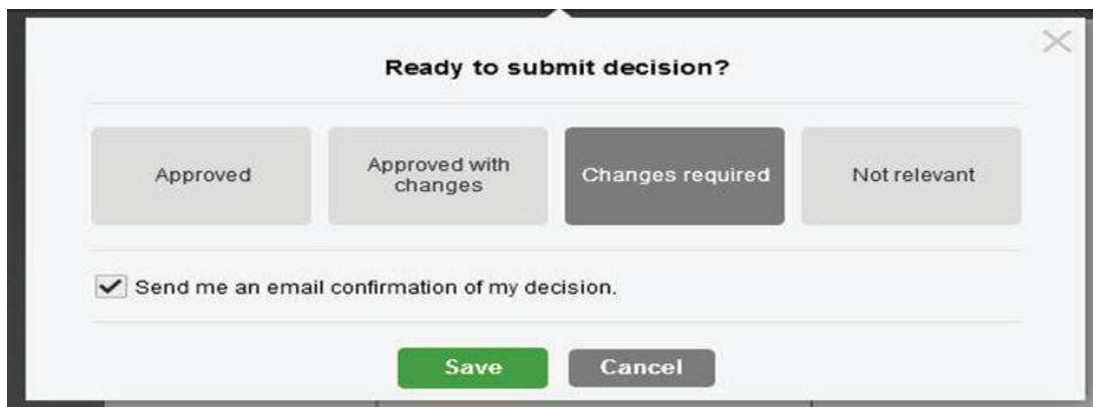 Ready to submit decision?
Approved
Approved with
changes
Changes required
Not relevant
Send me an email confirmation of my decision.
Save
Cancel